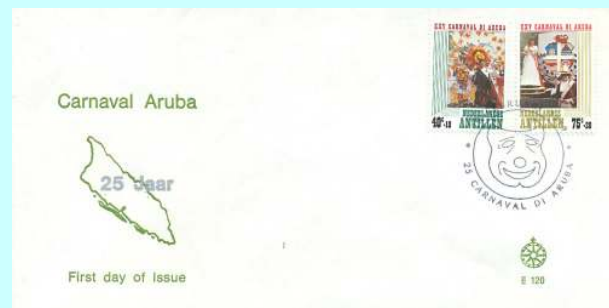 XXV CARNAVAL DI ARUBA
XXV CARNAVAL DI ARUBA
NEDERLANDSE
ANTILLEN
NEDERLANDSE
ANTILLEN
Carnaval Aruba
25 Jaar
25 CARNAVAL DI ARUBA
First day of Issue
E 120